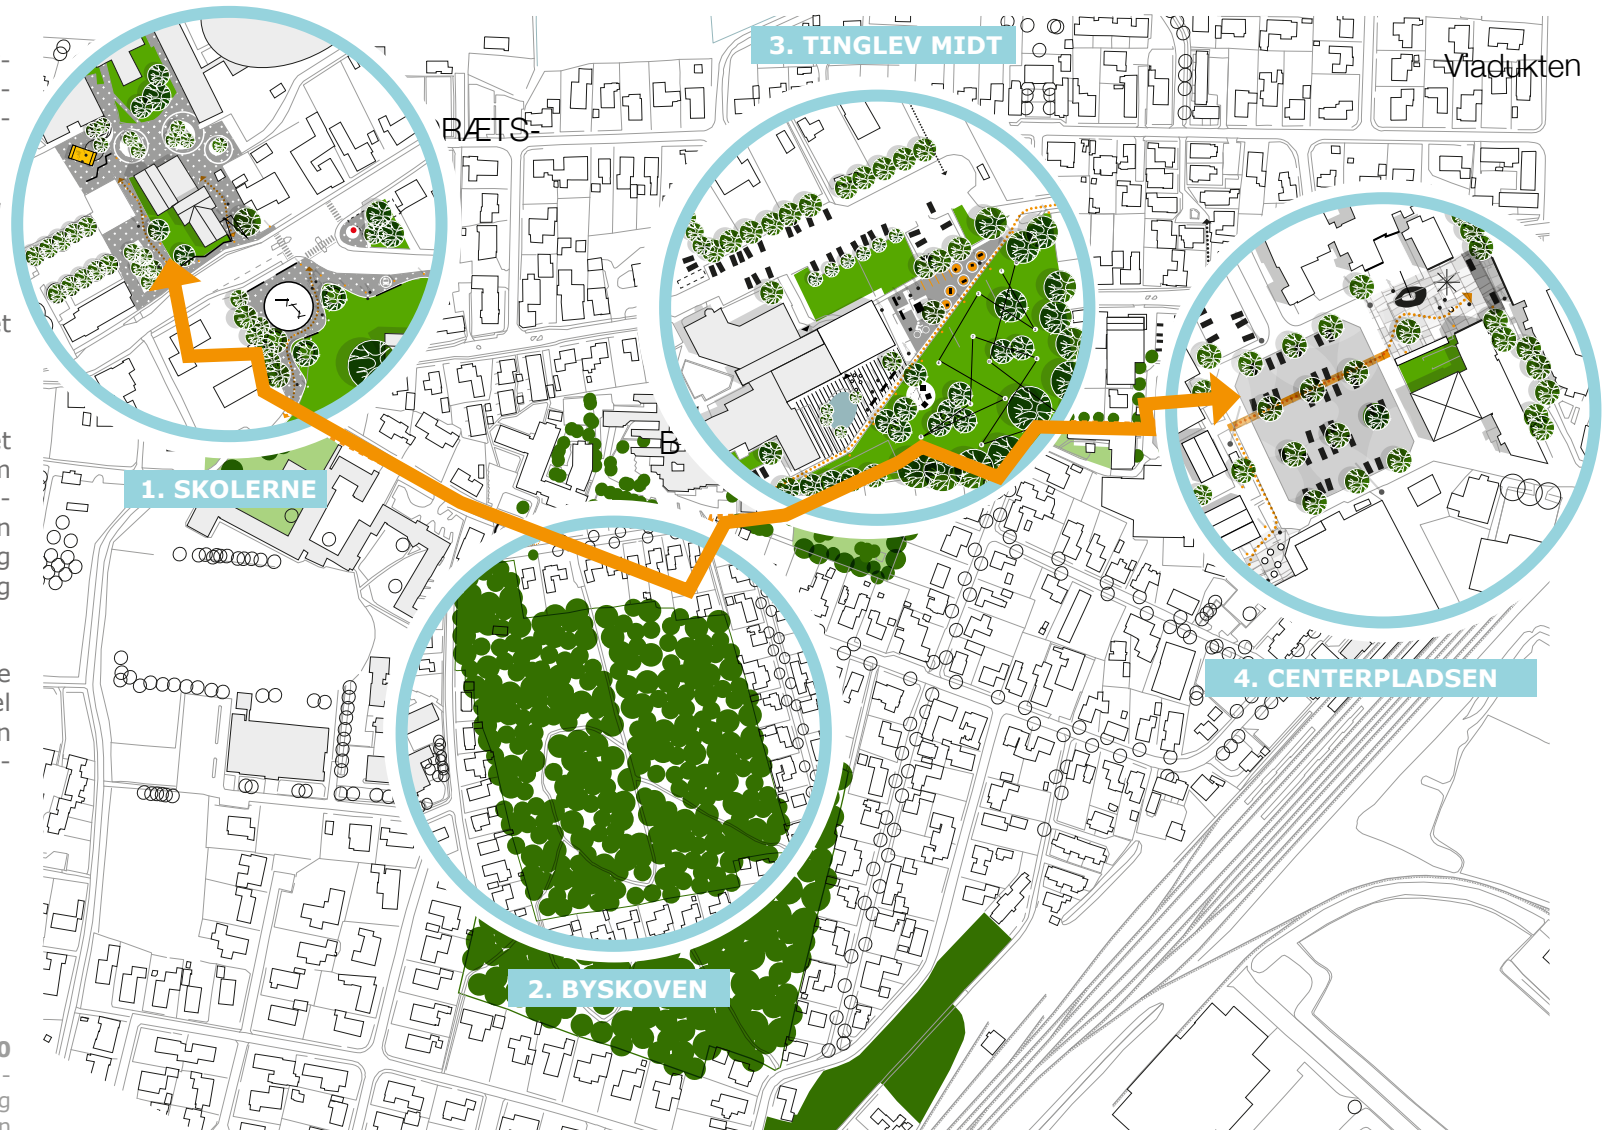 3. TINGLEV MIDT
Viadukten
RÆTS-
1. SKOLERNE
4. CENTERPLADSEN
2. BYSKOVEN